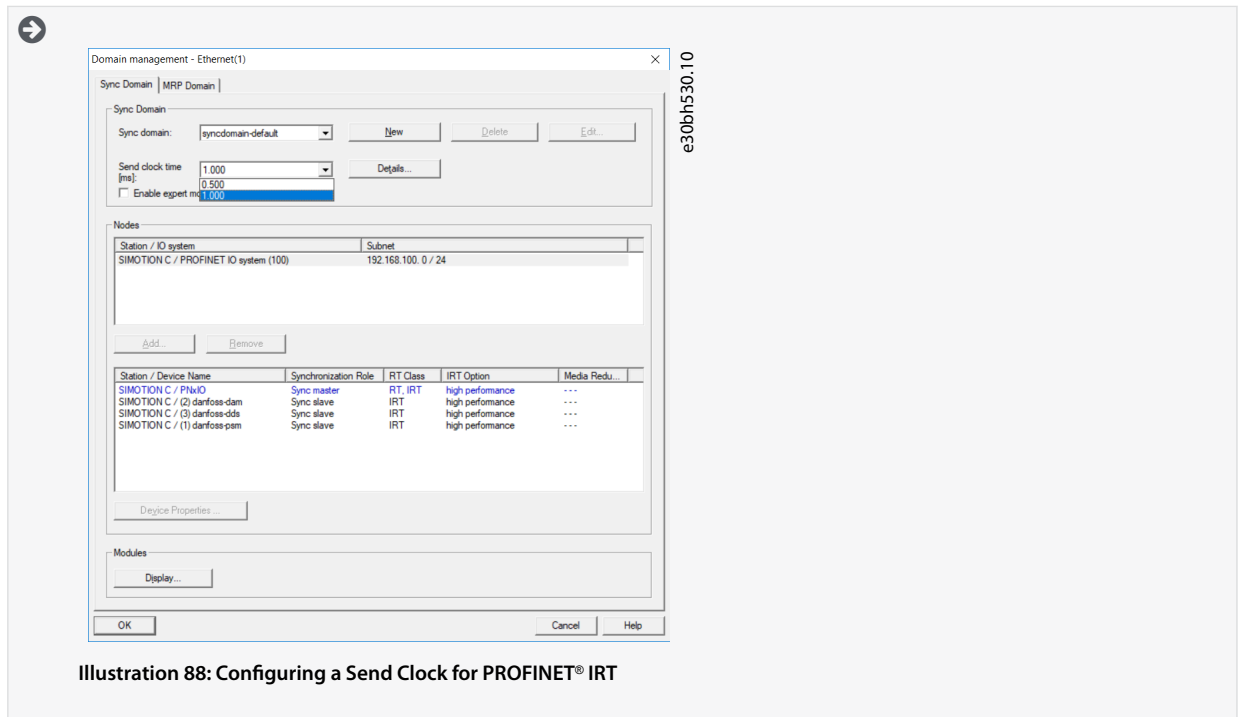 Domain management - Ethernet(1)
e30bh530.10
Sync Domain MRP Domain
Sync Domain
Sync domain: syncdomain-default New Delete Edit...
Send clock time [ms]: 1.000 Details...
0.500
Enable expert mo 1.000
Nodes
Station / IO system Subnet
SIMOTION C / PROFINET IO system (100) 192.168.100. 0 / 24
Add... Remove
Station / Device Name Synchronization Role RT Class IRT Option Media Redu...
SIMOTION C / PNxIO Sync master RT, IRT high performance ---
SIMOTION C / (2) danfoss-dam Sync slave IRT high performance ---
SIMOTION C / (3) danfoss-dds Sync slave IRT high performance ---
SIMOTION C / (1) danfoss-psm Sync slave IRT high performance ---
Device Properties ...
Modules
Display...
OK Cancel Help
Illustration 88: Configuring a Send Clock for PROFINET® IRT